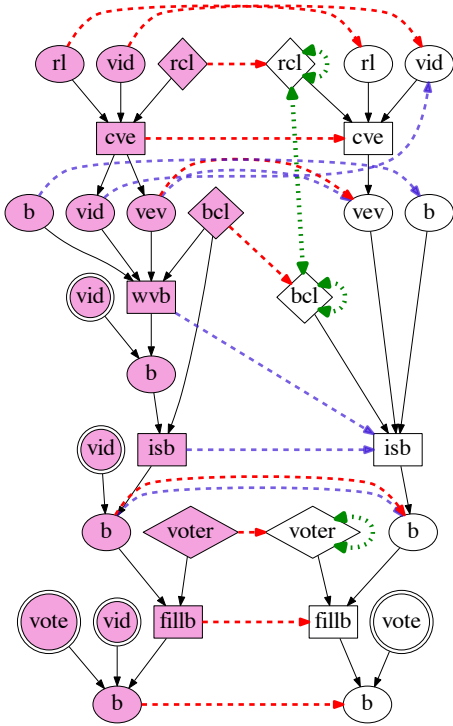 rl vid rcl rcl rl vid
cve cve
b vid vev bcl vev b
vid wvb bcl
b
vid isb isb
b voter voter b
vote vid fillb fillb vote
b b